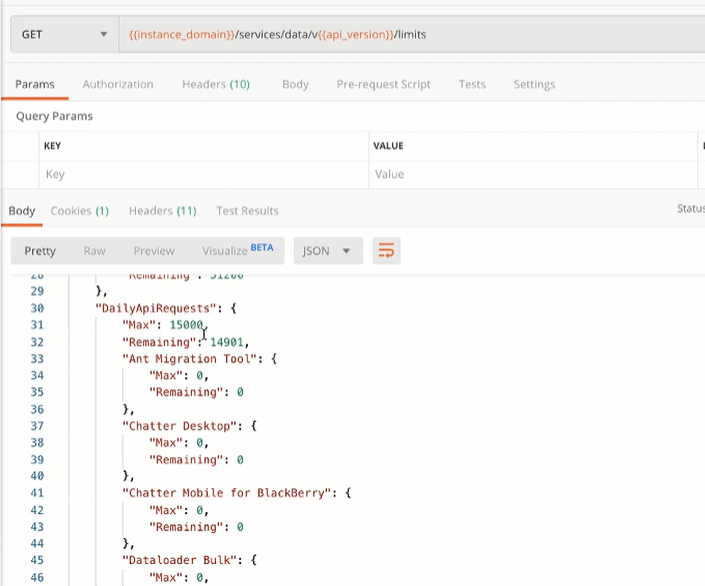 GET {{instance_domain}}/services/data/v{{api_version}}/limits
Params Authorization Headers (10) Body Pre-request Script Tests Settings
Query Params
KEY VALUE
Key Value
Body Cookies (1) Headers (11) Test Results Status
Pretty Raw Preview Visualize BETA JSON
28 "Remaining": 51200
29 },
30 "DailyApiRequests": {
31 "Max": 15000,
32 "Remaining": 14901,
33 "Ant Migration Tool": {
34 "Max": 0,
35 "Remaining": 0
36 },
37 "Chatter Desktop": {
38 "Max": 0,
39 "Remaining": 0
40 },
41 "Chatter Mobile for BlackBerry": {
42 "Max": 0,
43 "Remaining": 0
44 },
45 "Dataloader Bulk": {
46 "Max": 0,